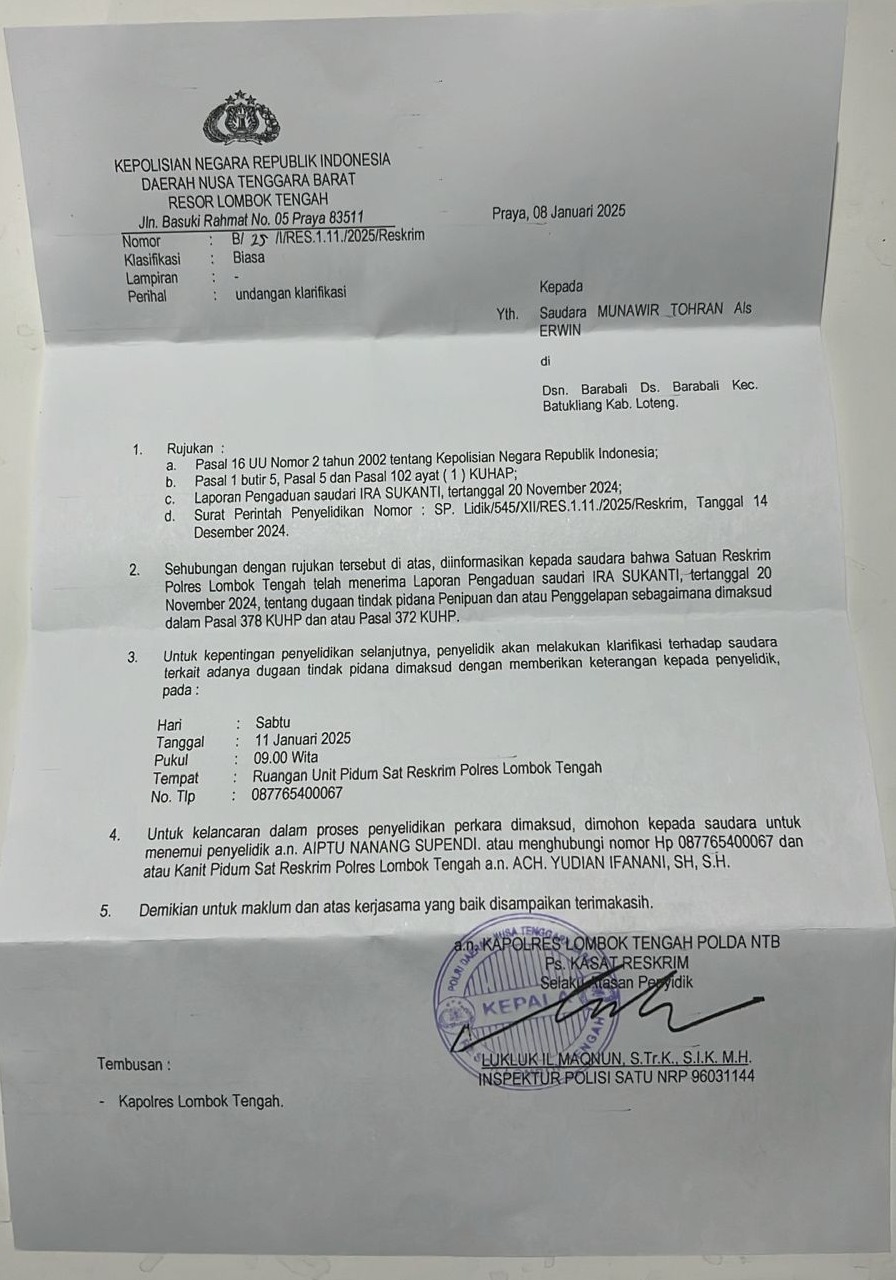 KEPOLISIAN NEGARA REPUBLIK INDONESIA
DAERAH NUSA TENGGARA BARAT
RESOR LOMBOK TENGAH
Jln. Basuki Rahmat No. 05 Praya 83511
Praya, 08 Januari 2025
Nomor : B/ 25 /I/RES.1.11./2025/Reskrim
Klasifikasi : Biasa
Lampiran : -
Perihal : undangan klarifikasi
Kepada
Yth. Saudara MUNAWIR TOHRAN Als
ERWIN
di
Dsn. Barabali Ds. Barabali Kec.
Batukliang Kab. Loteng.
1. Rujukan :
a. Pasal 16 UU Nomor 2 tahun 2002 tentang Kepolisian Negara Republik Indonesia;
b. Pasal 1 butir 5, Pasal 5 dan Pasal 102 ayat ( 1 ) KUHAP;
c. Laporan Pengaduan saudari IRA SUKANTI, tertanggal 20 November 2024;
d. Surat Perintah Penyelidikan Nomor : SP. Lidik/545/XII/RES.1.11./2025/Reskrim, Tanggal 14
Desember 2024.
2. Sehubungan dengan rujukan tersebut di atas, diinformasikan kepada saudara bahwa Satuan Reskrim
Polres Lombok Tengah telah menerima Laporan Pengaduan saudari IRA SUKANTI, tertanggal 20
November 2024, tentang dugaan tindak pidana Penipuan dan atau Penggelapan sebagaimana dimaksud
dalam Pasal 378 KUHP dan atau Pasal 372 KUHP.
3. Untuk kepentingan penyelidikan selanjutnya, penyelidik akan melakukan klarifikasi terhadap saudara
terkait adanya dugaan tindak pidana dimaksud dengan memberikan keterangan kepada penyelidik,
pada :
Hari : Sabtu
Tanggal : 11 Januari 2025
Pukul : 09.00 Wita
Tempat : Ruangan Unit Pidum Sat Reskrim Polres Lombok Tengah
No. Tlp : 087765400067
4. Untuk kelancaran dalam proses penyelidikan perkara dimaksud, dimohon kepada saudara untuk
menemui penyelidik a.n. AIPTU NANANG SUPENDI. atau menghubungi nomor Hp 087765400067 dan
atau Kanit Pidum Sat Reskrim Polres Lombok Tengah a.n. ACH. YUDIAN IFANANI, SH, S.H.
5. Demikian untuk maklum dan atas kerjasama yang baik disampaikan terimakasih.
a.n. KAPOLRES LOMBOK TENGAH POLDA NTB
Ps. KASAT RESKRIM
Selaku Atasan Penyidik
KEPALA
LUKLUK IL MAQNUN, S.Tr.K., S.I.K. M.H.
INSPEKTUR POLISI SATU NRP 96031144
Tembusan :
- Kapolres Lombok Tengah.